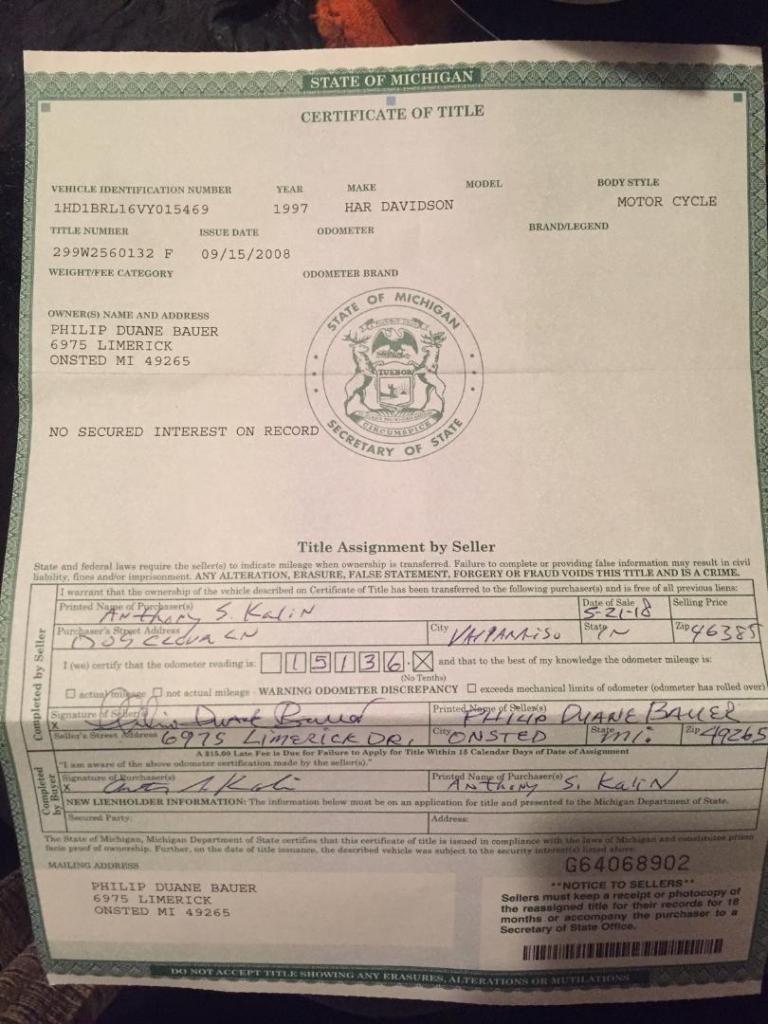 STATE OF MICHIGAN
CERTIFICATE OF TITLE
VEHICLE IDENTIFICATION NUMBER YEAR MAKE MODEL BODY STYLE
1HD1BRL16VY015469 1997 HAR DAVIDSON MOTOR CYCLE
TITLE NUMBER ISSUE DATE ODOMETER BRAND/LEGEND
299W2560132 F 09/15/2008
WEIGHT/FEE CATEGORY ODOMETER BRAND
OWNER(S) NAME AND ADDRESS
PHILIP DUANE BAUER
6975 LIMERICK
ONSTED MI 49265
STATE OF MICHIGAN
TUEBOR
CIRCUMSPICE
SECRETARY OF STATE
NO SECURED INTEREST ON RECORD
Title Assignment by Seller
State and federal laws require the seller(s) to indicate mileage when ownership is transferred. Failure to complete or providing false information may result in civil
liability, fines and/or imprisonment. ANY ALTERATION, ERASURE, FALSE STATEMENT, FORGERY OR FRAUD VOIDS THIS TITLE AND IS A CRIME.
Completed by Seller
I warrant that the ownership of the vehicle described on Certificate of Title has been transferred to the following purchaser(s) and is free of all previous liens:
Printed Name of Purchaser(s) Date of Sale Selling Price
Anthony S. Kalin 5-21-18
Purchaser's Street Address City State Zip
LN VAlPARAiso IN 46385
I (we) certify that the odometer reading is: 15136. X and that to the best of my knowledge the odometer mileage is:
(No Tenths)
actual mileage not actual mileage - WARNING ODOMETER DISCREPANCY exceeds mechanical limits of odometer (odometer has rolled over)
Signature of Seller(s) Printed Name of Seller(s)
x Philip Duane Bauer PHILIP DUANE BAUER
Seller's Street Address 6975 LIMERICK DR. City ONSTED State Mi. Zip 49265
A $15.00 Late Fee is Due for Failure to Apply for Title Within 15 Calendar Days of Date of Assignment
Completed by Buyer
"I am aware of the above odometer certification made by the seller(s)."
Signature of Purchaser(s) Printed Name of Purchaser(s)
x Anthony S. Kalin
NEW LIENHOLDER INFORMATION: The information below must be on an application for title and presented to the Michigan Department of State.
Secured Party: Address:
The State of Michigan, Michigan Department of State certifies that this certificate of title is issued in compliance with the laws of Michigan and constitutes prima
facie proof of ownership. Further, on the date of title issuance, the described vehicle was subject to the security interest(s) listed above.
MAILING ADDRESS
PHILIP DUANE BAUER
6975 LIMERICK
ONSTED MI 49265
G64068902
**NOTICE TO SELLERS**
Sellers must keep a receipt or photocopy of
the reassigned title for their records for 18
months or accompany the purchaser to a
Secretary of State Office.
DO NOT ACCEPT TITLE SHOWING ANY ERASURES, ALTERATIONS OR MUTILATIONS